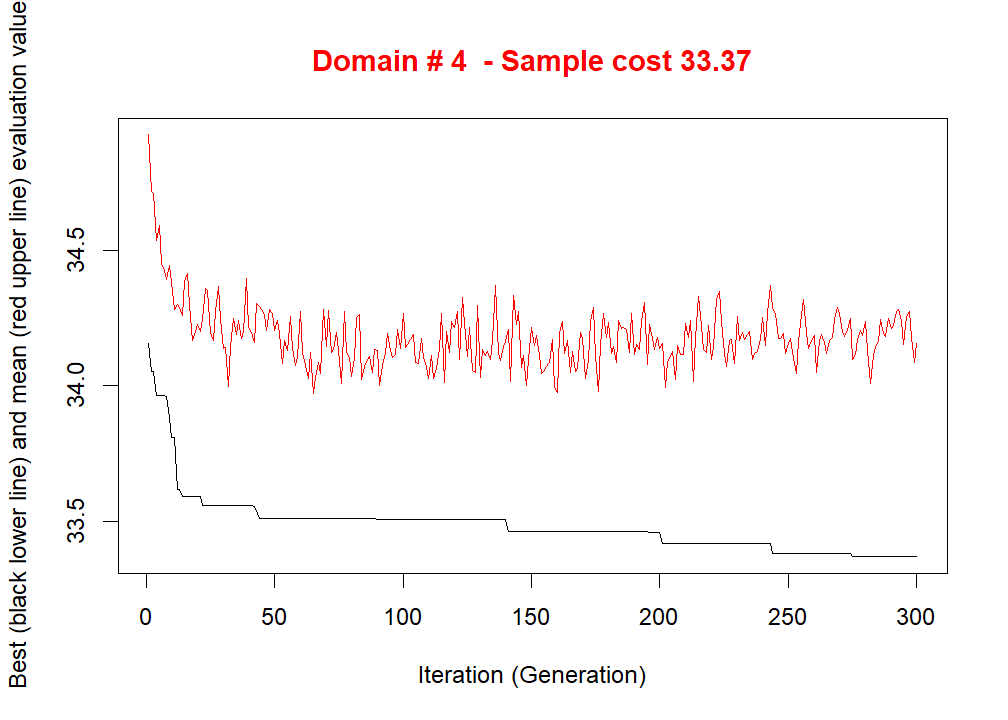 Domain # 4  - Sample cost 33.37
Best (black lower line) and mean (red upper line) evaluation value
34.5
34.0
33.5
0 50 100 150 200 250 300
Iteration (Generation)